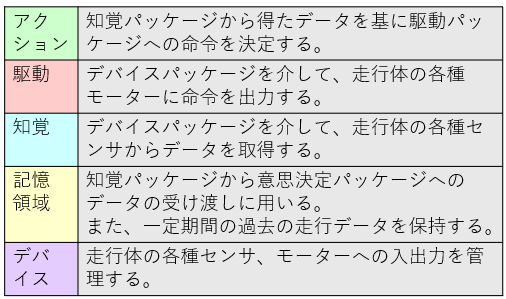 アク
ション
知覚パッケージから得たデータを基に駆動パッ
ケージへの命令を決定する。
駆動
デバイスパッケージを介して、走行体の各種
モーターに命令を出力する。
知覚
デバイスパッケージを介して、走行体の各種セ
ンサからデータを取得する。
記憶
領域
知覚パッケージから意思決定パッケージへの
データの受け渡しに用いる。
また、一定期間の過去の走行データを保持する。
デバ
イス
走行体の各種センサ、モーターへの入出力を管
理する。